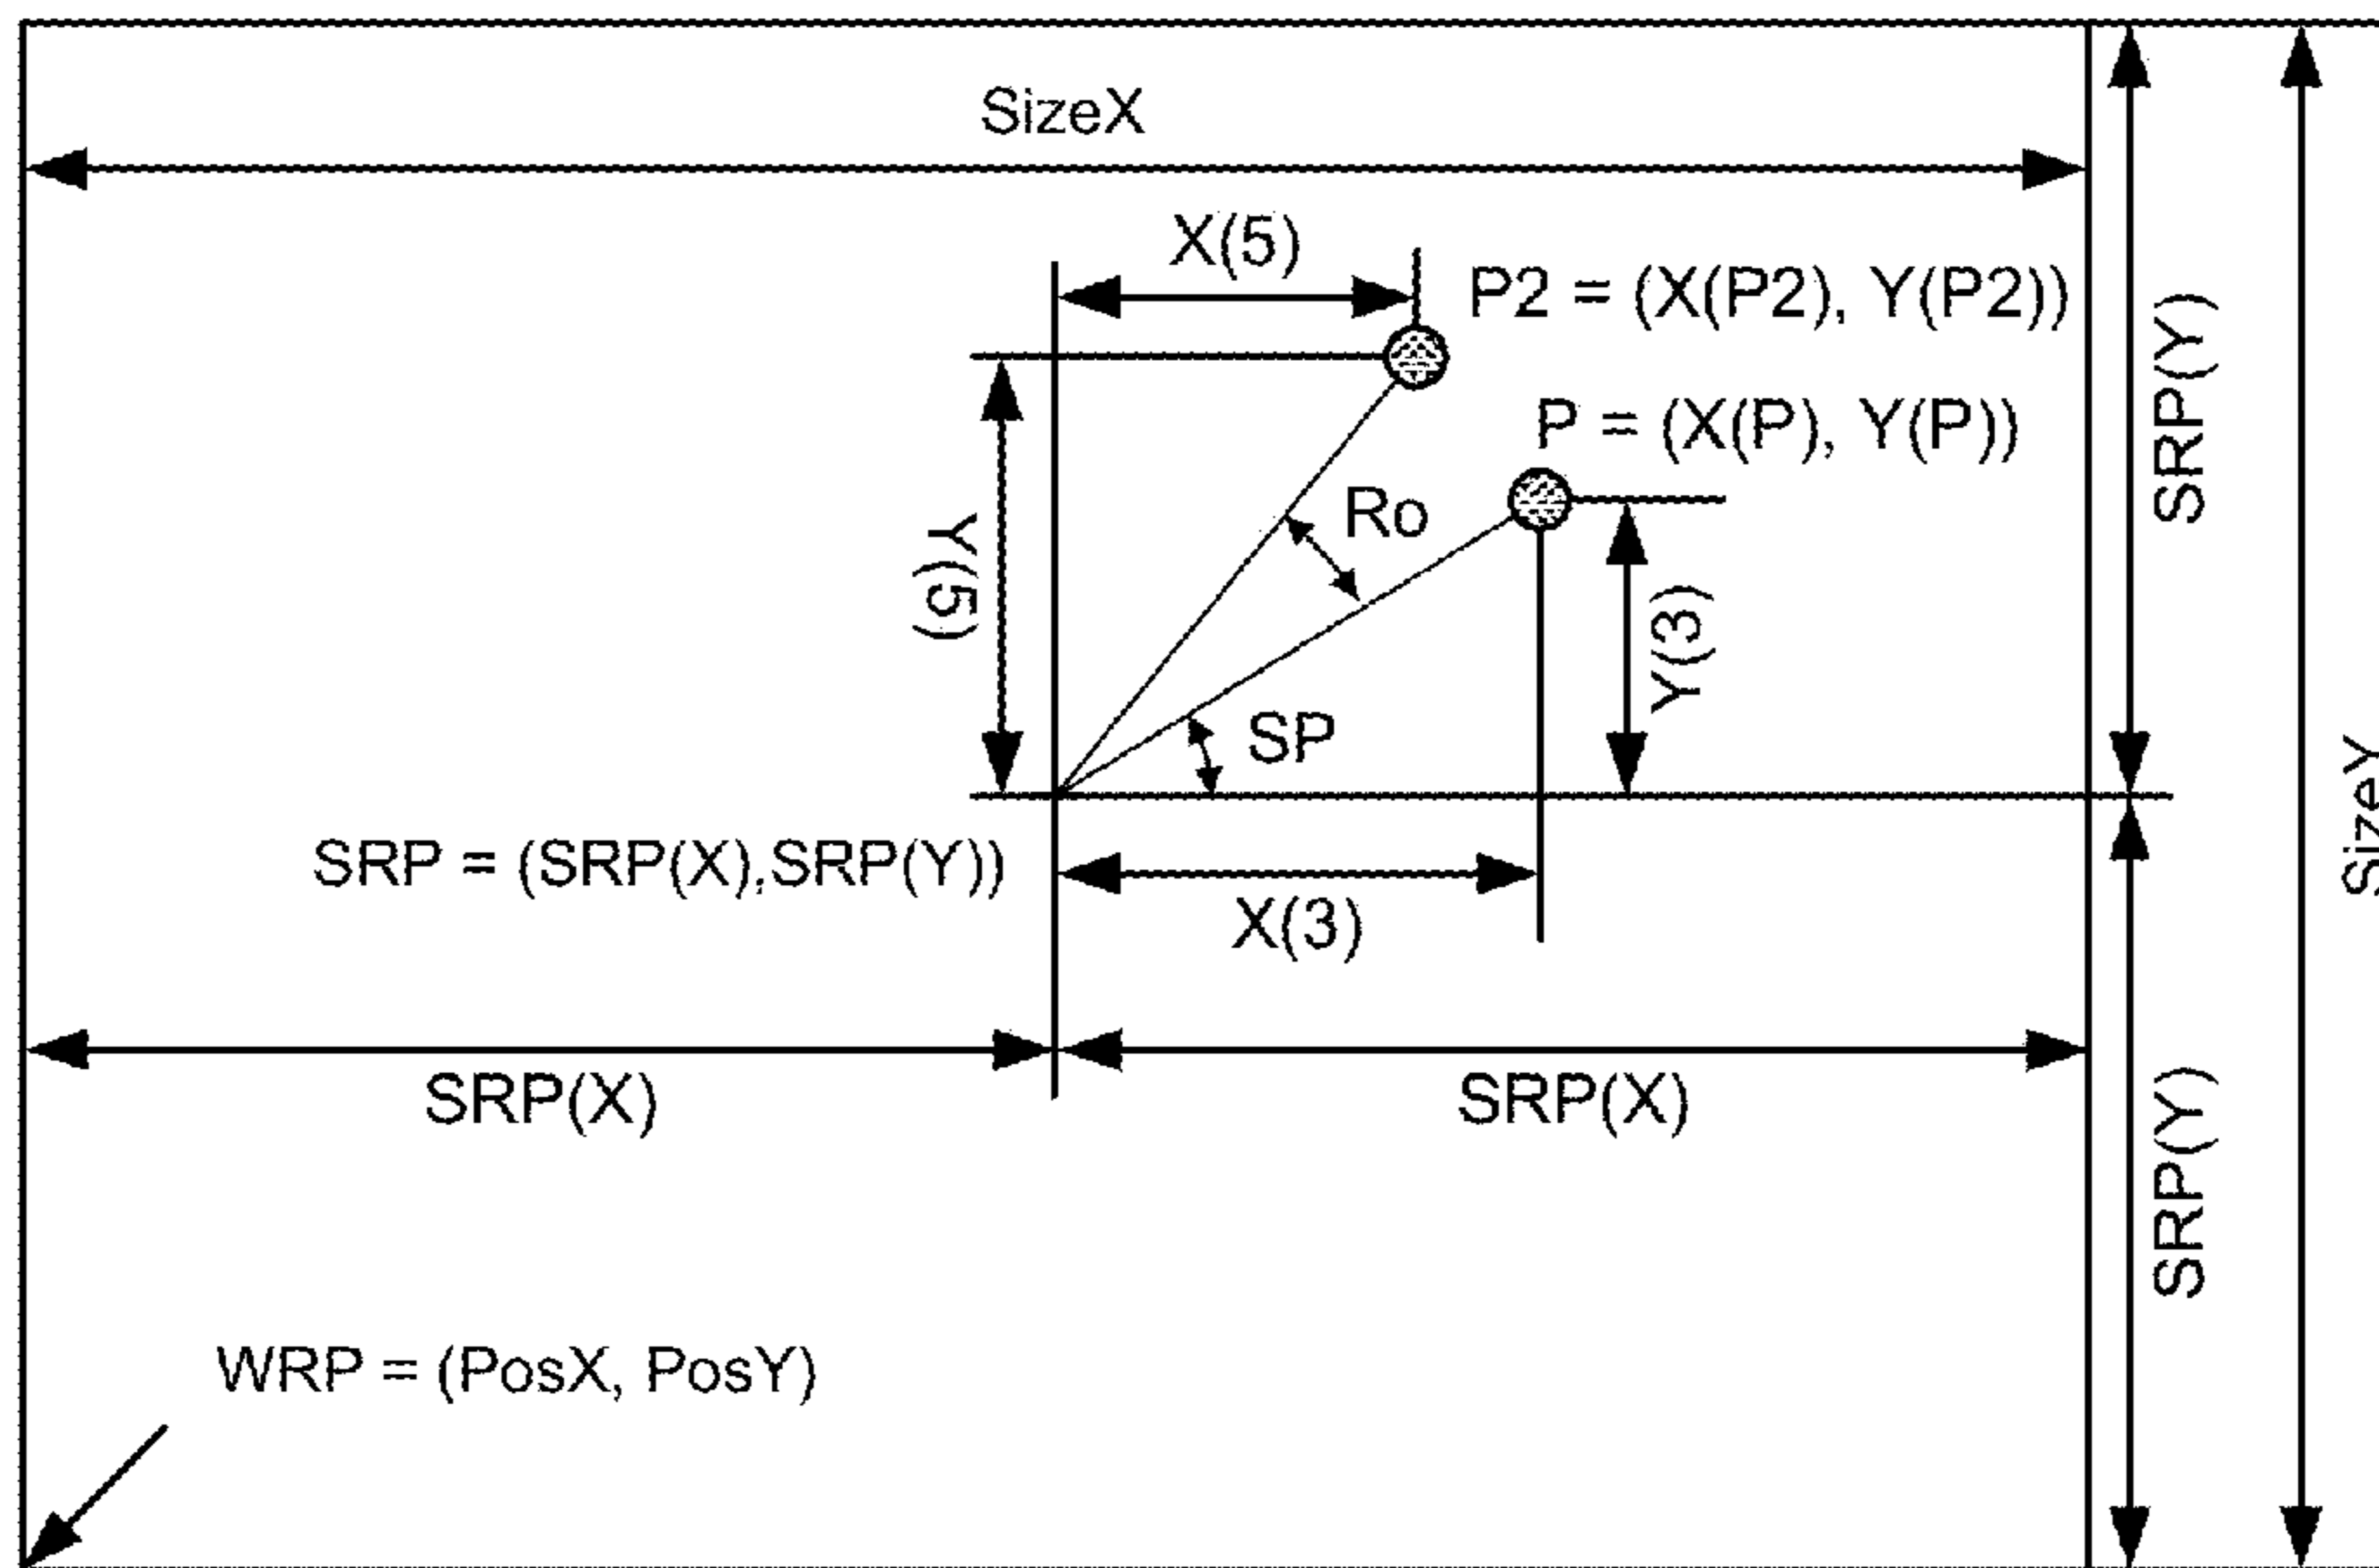 SizeX
X(5)
P2 = (X(P2), Y(P2))
P = (X(P), Y(P))
SRP(Y)
Ro
Y(5)
Y(3)
SP
SizeY
SRP = (SRP(X),SRP(Y))
X(3)
SRP(X)
SRP(X)
SRP(Y)
WRP = (PosX, PosY)